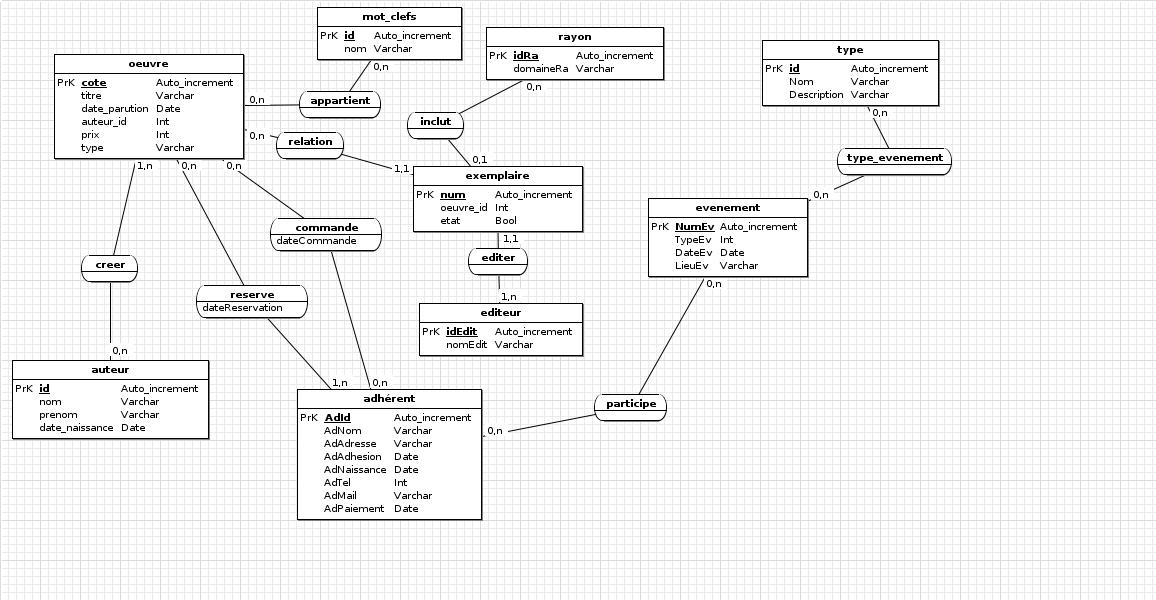 mot_clefs
PrK id Auto_increment
nom Varchar
0,n
rayon
PrK idRa Auto_increment
domaineRa Varchar
0,n
type
PrK id Auto_increment
Nom Varchar
Description Varchar
0,n
oeuvre
PrK cote Auto_increment
titre Varchar
date_parution Date
auteur_id Int
prix Int
type Varchar
0,n
appartient
0,n
relation
1,1
inclut
0,1
type_evenement
0,n
1,n
0,n
0,n
exemplaire
PrK num Auto_increment
oeuvre_id Int
etat Bool
1,1
evenement
PrK NumEv Auto_increment
TypeEv Int
DateEv Date
LieuEv Varchar
0,n
commande
dateCommande
creer
editer
1,n
reserve
dateReservation
editeur
PrK idEdit Auto_increment
nomEdit Varchar
0,n
auteur
PrK id Auto_increment
nom Varchar
prenom Varchar
date_naissance Date
1,n
0,n
adhérent
PrK AdId Auto_increment
AdNom Varchar
AdAdresse Varchar
AdAdhesion Date
AdNaissance Date
AdTel Int
AdMail Varchar
AdPaiement Date
0,n
participe